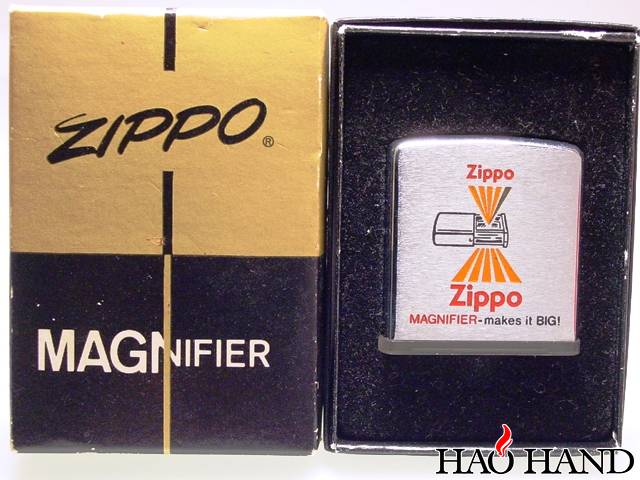 ZIPPO®
MAGNIFIER
Zippo
Zippo
MAGNIFIER-makes it BIG!
HAO HAND